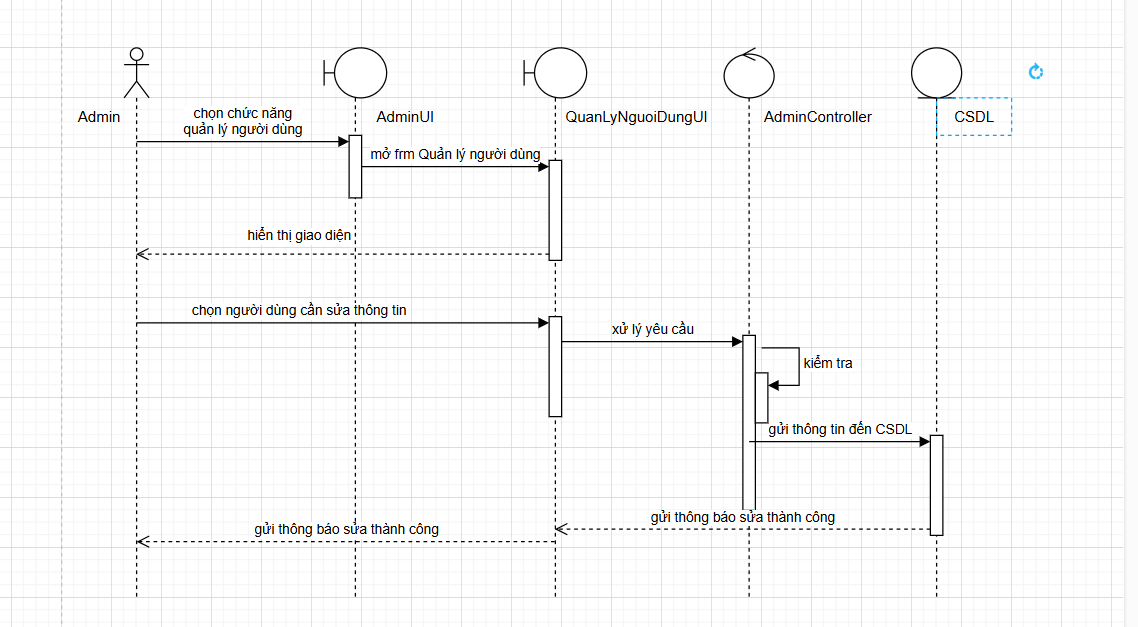 Admin
AdminUI
QuanLyNguoiDungUI
AdminController
CSDL
chọn chức năng
quản lý người dùng
mở frm Quản lý người dùng
hiển thị giao diện
chọn người dùng cần sửa thông tin
xử lý yêu cầu
kiểm tra
gửi thông tin đến CSDL
gửi thông báo sửa thành công
gửi thông báo sửa thành công